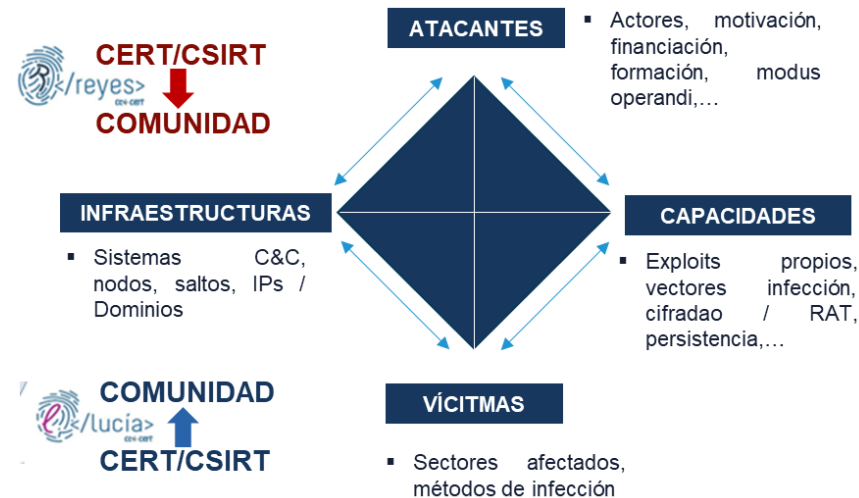 ATACANTES
▪ Actores, motivación,
financiación,
formación, modus
operandi,…
CERT/CSIRT
</reyes>
ccn-cert
COMUNIDAD
INFRAESTRUCTURAS
▪ Sistemas C&C,
nodos, saltos, IPs /
Dominios
CAPACIDADES
▪ Exploits propios,
vectores infección,
cifradao / RAT,
persistencia,…
COMUNIDAD
</lucía>
ccn-cert
CERT/CSIRT
VÍCITMAS
▪ Sectores afectados,
métodos de infección